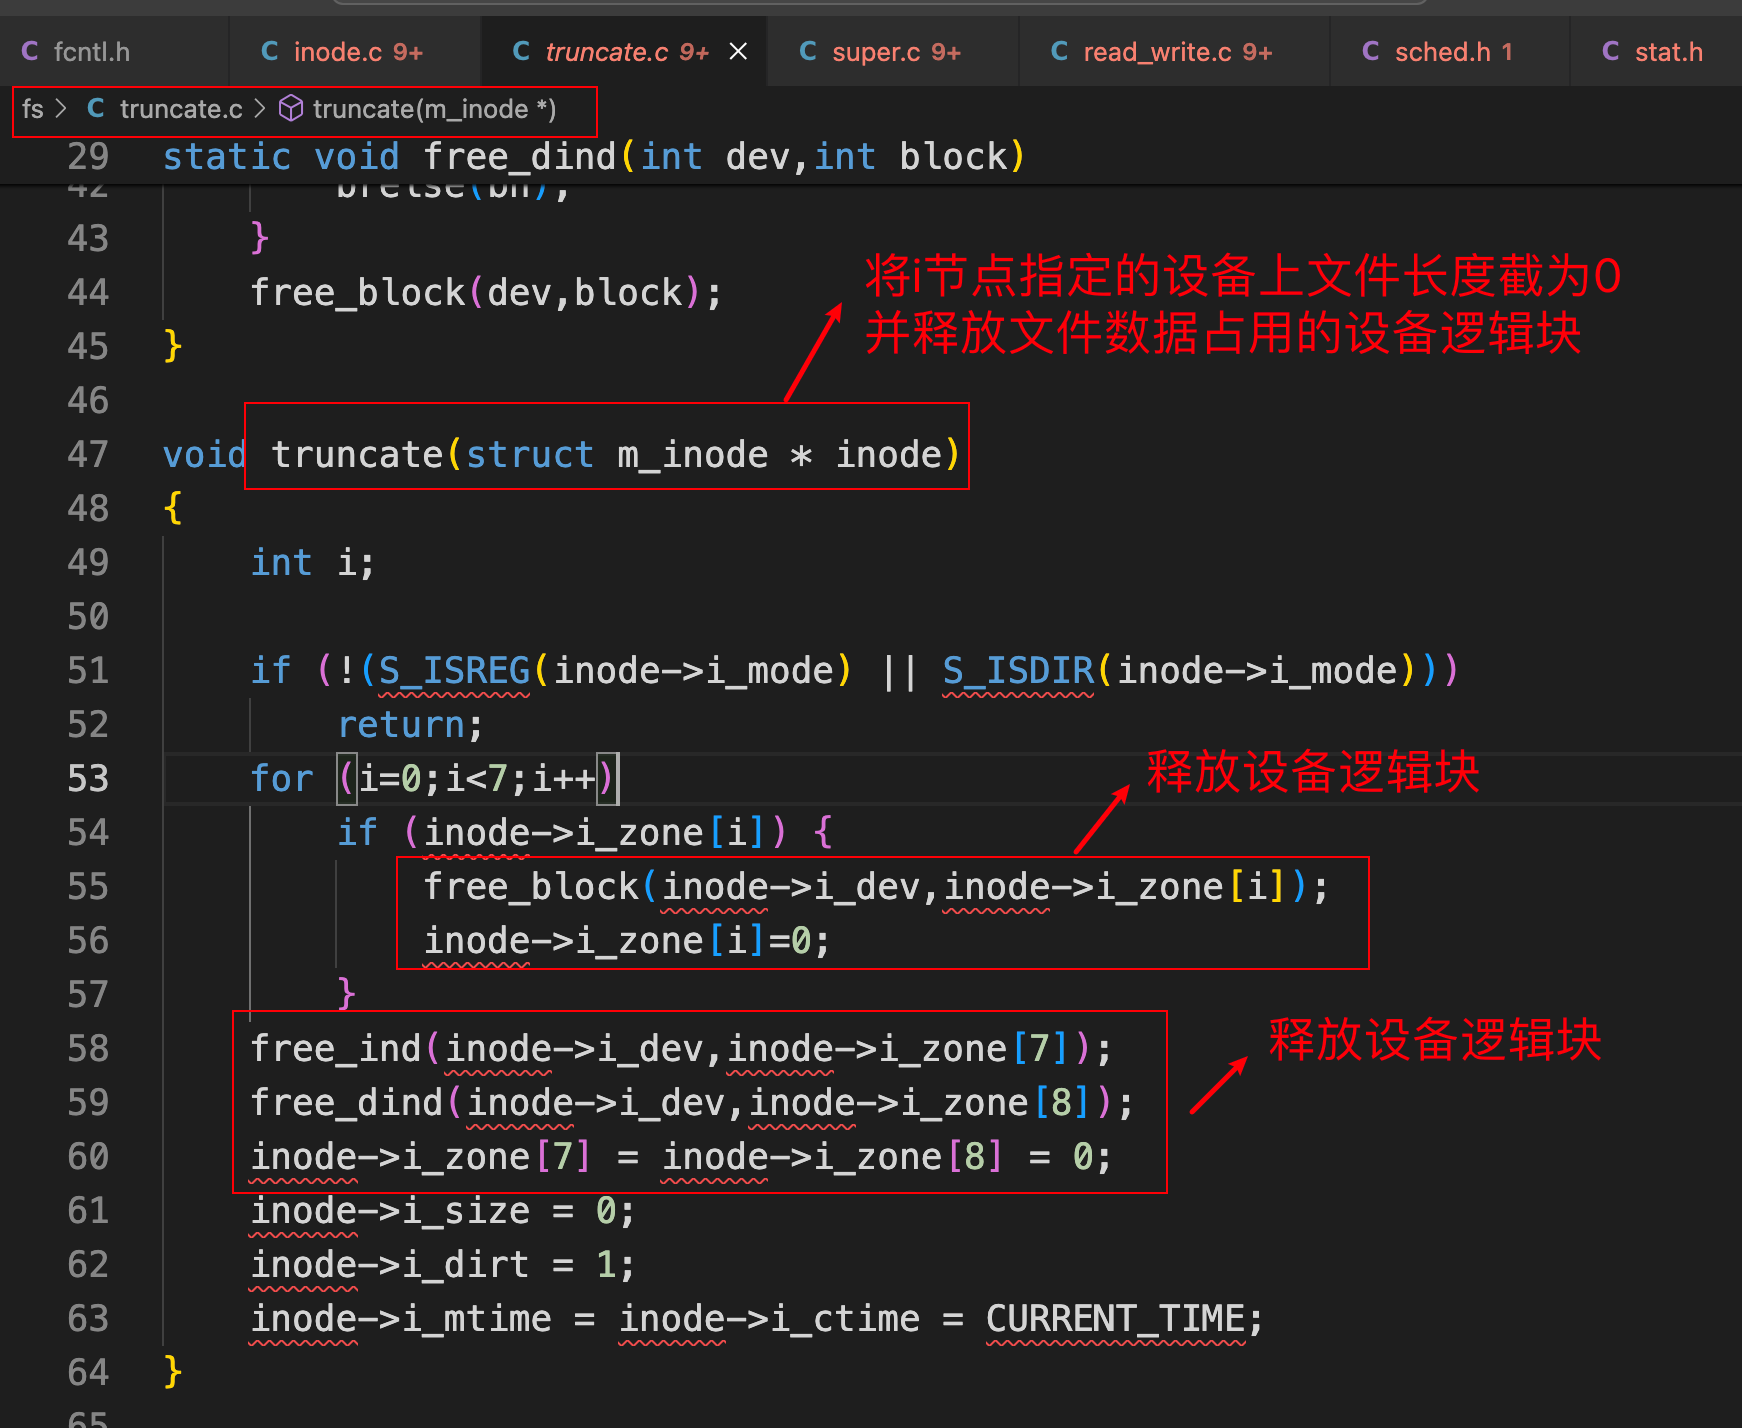 C fcntl.h C inode.c 9+ C truncate.c 9+ × C super.c 9+ C read_write.c 9+ C sched.h 1 C stat.h
fs > C truncate.c > truncate(m_inode *)
29 static void free_dind(int dev,int block)
42 brelse(bh);
43 }
将i节点指定的设备上文件长度截为0
44 free_block(dev,block);
并释放文件数据占用的设备逻辑块
45 }
46
47 void truncate(struct m_inode * inode)
48 {
49 int i;
50
51 if (!(S_ISREG(inode->i_mode) || S_ISDIR(inode->i_mode)))
52 return;
53 for (i=0;i<7;i++)
释放设备逻辑块
54 if (inode->i_zone[i]) {
55 free_block(inode->i_dev,inode->i_zone[i]);
56 inode->i_zone[i]=0;
57 }
58 free_ind(inode->i_dev,inode->i_zone[7]);
释放设备逻辑块
59 free_dind(inode->i_dev,inode->i_zone[8]);
60 inode->i_zone[7] = inode->i_zone[8] = 0;
61 inode->i_size = 0;
62 inode->i_dirt = 1;
63 inode->i_mtime = inode->i_ctime = CURRENT_TIME;
64 }
65